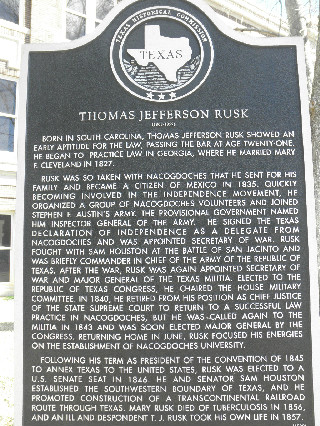 TEXAS HISTORICAL COMMISSION
TEXAS
THOMAS JEFFERSON RUSK
BORN IN SOUTH CAROLINA, THOMAS JEFFERSON RUSK SHOWED AN
EARLY APTITUDE FOR THE LAW, PASSING THE BAR AT AGE TWENTY-ONE.
HE BEGAN TO PRACTICE LAW IN GEORGIA, WHERE HE MARRIED MARY
F. CLEVELAND IN 1827.
RUSK WAS SO TAKEN WITH NACOGDOCHES THAT HE SENT FOR HIS
FAMILY AND BECAME A CITIZEN OF MEXICO IN 1835. QUICKLY
BECOMING INVOLVED IN THE INDEPENDENCE MOVEMENT, HE
ORGANIZED A GROUP OF NACOGDOCHES VOLUNTEERS AND JOINED
STEPHEN F. AUSTIN'S ARMY. THE PROVISIONAL GOVERNMENT NAMED
HIM INSPECTOR GENERAL OF THE ARMY. HE SIGNED THE TEXAS
DECLARATION OF INDEPENDENCE AS A DELEGATE FROM
NACOGDOCHES AND WAS APPOINTED SECRETARY OF WAR. RUSK
FOUGHT WITH SAM HOUSTON AT THE BATTLE OF SAN JACINTO AND
WAS BRIEFLY COMMANDER IN CHIEF OF THE ARMY OF THE REPUBLIC OF
TEXAS. AFTER THE WAR, RUSK WAS AGAIN APPOINTED SECRETARY OF
WAR AND MAJOR GENERAL OF THE TEXAS MILITIA. ELECTED TO THE
REPUBLIC OF TEXAS CONGRESS, HE CHAIRED THE HOUSE MILITARY
COMMITTEE. IN 1840, HE RETIRED FROM HIS POSITION AS CHIEF JUSTICE
OF THE STATE SUPREME COURT TO RETURN TO A SUCCESSFUL LAW
PRACTICE IN NACOGDOCHES, BUT HE WAS CALLED AGAIN TO THE
MILITIA IN 1843 AND WAS SOON ELECTED MAJOR GENERAL BY THE
CONGRESS. RETURNING HOME IN JUNE, RUSK FOCUSED HIS ENERGIES
ON THE ESTABLISHMENT OF NACOGDOCHES UNIVERSITY.
FOLLOWING HIS TERM AS PRESIDENT OF THE CONVENTION OF 1845
TO ANNEX TEXAS TO THE UNITED STATES, RUSK WAS ELECTED TO A
U.S. SENATE SEAT IN 1846. HE AND SENATOR SAM HOUSTON
ESTABLISHED THE SOUTHWESTERN BOUNDARY OF TEXAS, AND HE
PROMOTED CONSTRUCTION OF A TRANSCONTINENTAL RAILROAD
ROUTE THROUGH TEXAS. MARY RUSK DIED OF TUBERCULOSIS IN 1856,
AND AN ILL AND DESPONDENT T. J. RUSK TOOK HIS OWN LIFE IN 1857.